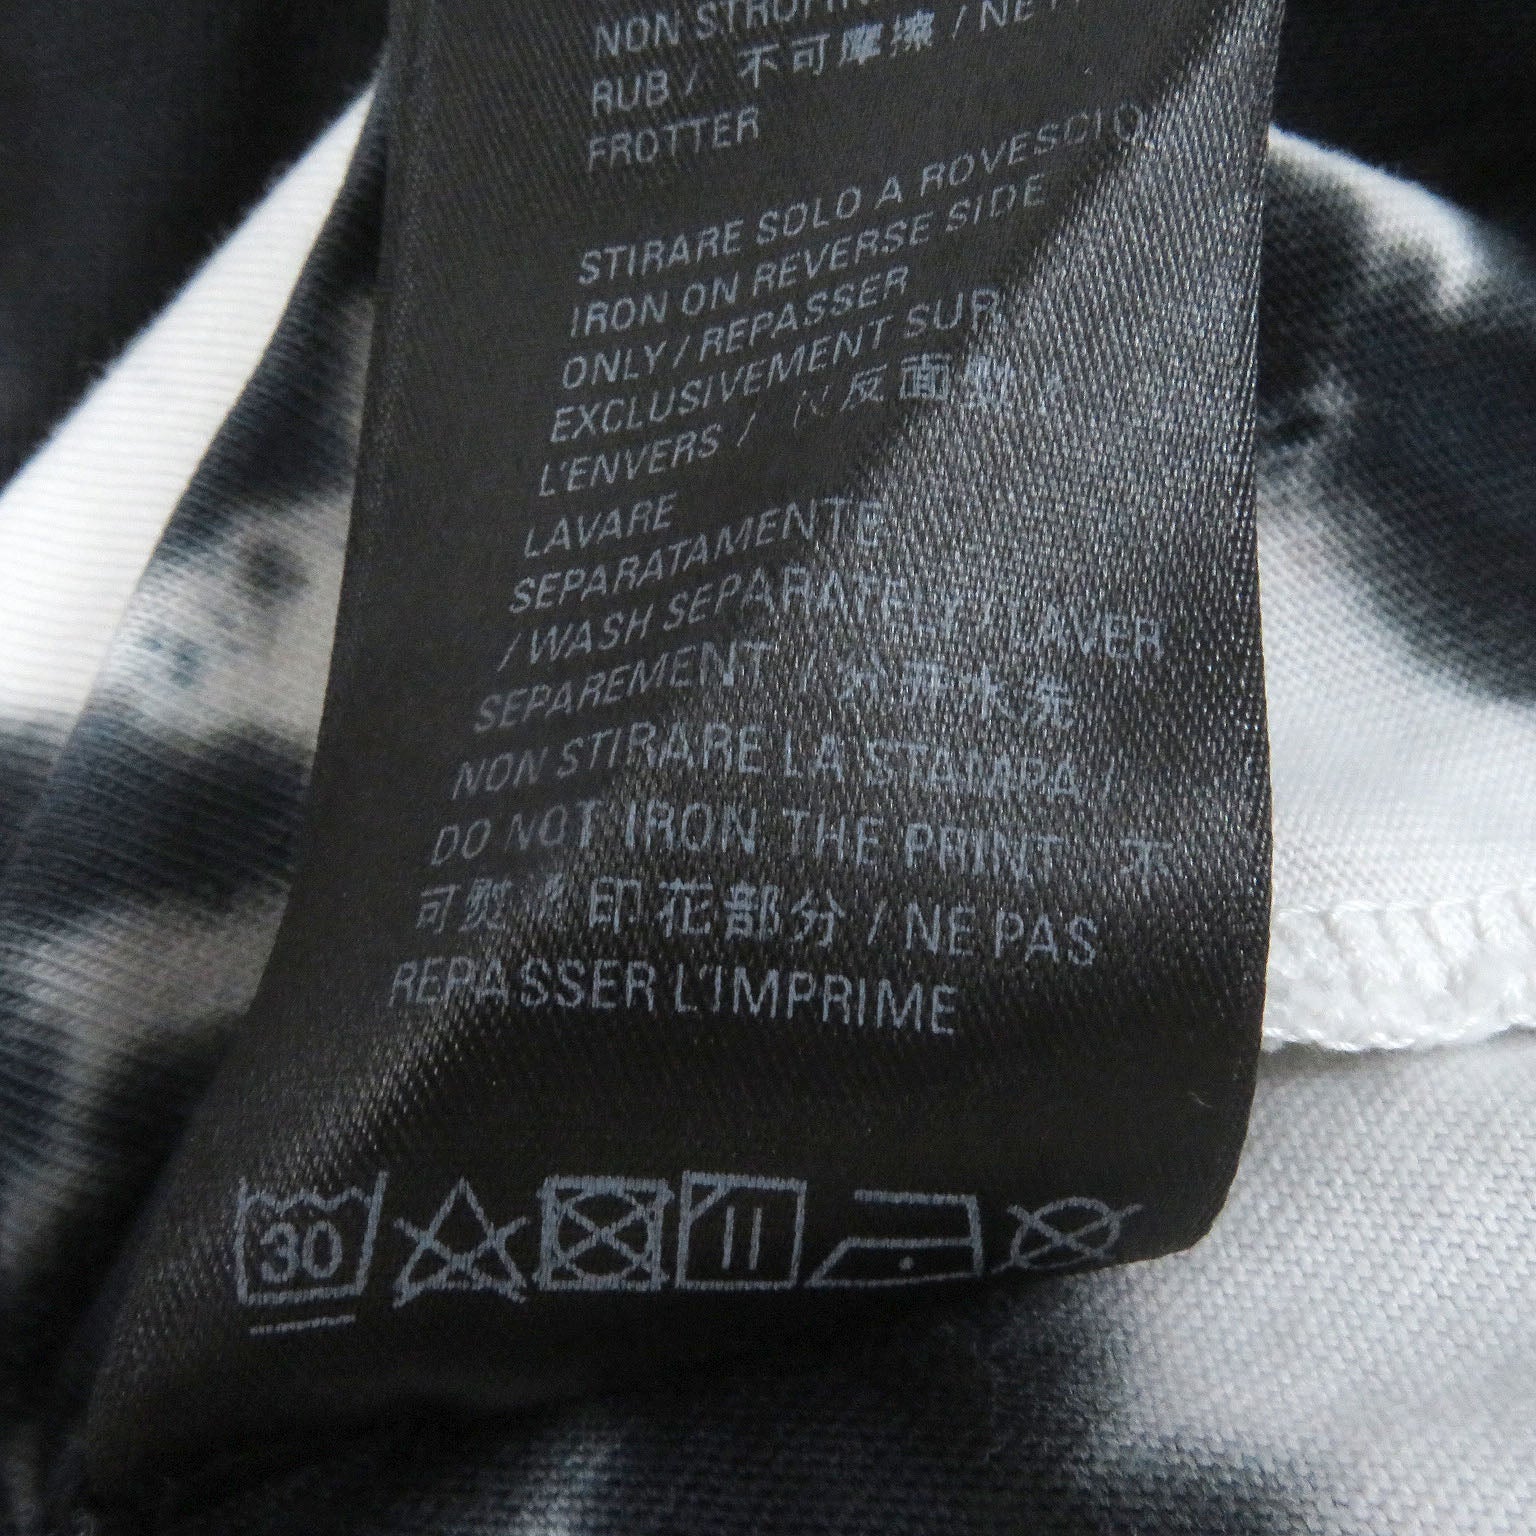 NON STROFIN
RUB / 不可摩擦 / NE P
FROTTER
STIRARE SOLO A ROVESCIO
IRON ON REVERSE SIDE
ONLY / REPASSER
EXCLUSIVEMENT SUR
L'ENVERS / 仅反面熨
LAVARE
SEPARATAMENTE
/ WASH SEPARATELY / LAVER
SEPAREMENT / 分开水洗
NON STIRARE LA STAMPA /
DO NOT IRON THE PRINT 不
可熨烫印花部分 / NE PAS
REPASSER L'IMPRIME
30